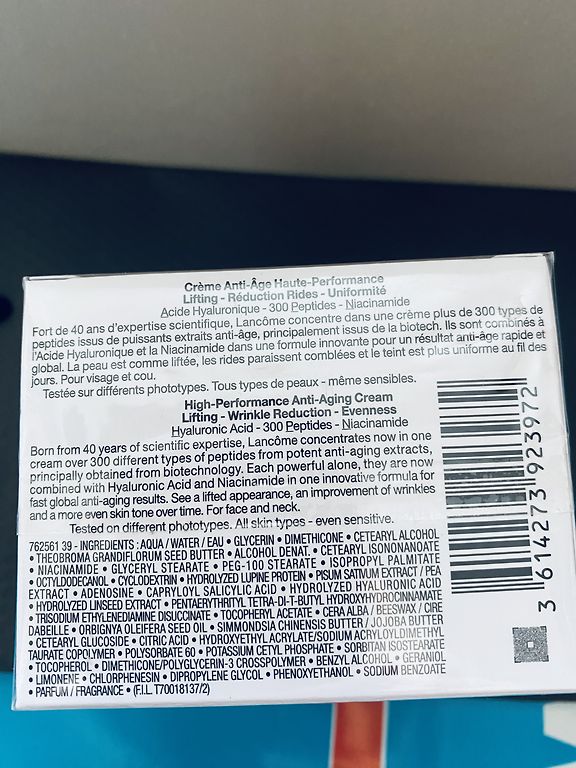 Crème Anti-Âge Haute-Performance
Lifting - Réduction Rides - Uniformité
Acide Hyaluronique - 300 Peptides - Niacinamide
Fort de 40 ans d'expertise scientifique, Lancôme concentre dans une crème plus de 300 types de
peptides issus de puissants extraits anti-âge, principalement issus de la biotech. Ils sont combinés à
l'Acide Hyaluronique et la Niacinamide dans une formule innovante pour un résultat anti-âge rapide et
global. La peau est comme liftée, les rides paraissent comblées et le teint est plus uniforme au fil des
jours. Pour visage et cou.
Testée sur différents phototypes. Tous types de peaux - même sensibles.
High-Performance Anti-Aging Cream
Lifting - Wrinkle Reduction - Evenness
Hyaluronic Acid - 300 Peptides - Niacinamide
Born from 40 years of scientific expertise, Lancôme concentrates now in one
cream over 300 different types of peptides from potent anti-aging extracts,
principally obtained from biotechnology. Each powerful alone, they are now
combined with Hyaluronic Acid and Niacinamide in one innovative formula for
fast global anti-aging results. See a lifted appearance, an improvement of wrinkles
and a more even skin tone over time. For face and neck.
Tested on different phototypes. All skin types - even sensitive.
762561 39 - INGREDIENTS : AQUA / WATER / EAU • GLYCERIN • DIMETHICONE • CETEARYL ALCOHOL
• THEOBROMA GRANDIFLORUM SEED BUTTER • ALCOHOL DENAT. • CETEARYL ISONONANOATE
• NIACINAMIDE • GLYCERYL STEARATE • PEG-100 STEARATE • ISOPROPYL PALMITATE
• OCTYLDODECANOL • CYCLODEXTRIN • HYDROLYZED LUPINE PROTEIN • PISUM SATIVUM EXTRACT / PEA
EXTRACT • ADENOSINE • CAPRYLOYL SALICYLIC ACID • HYDROLYZED HYALURONIC ACID
• HYDROLYZED LINSEED EXTRACT • PENTAERYTHRITYL TETRA-DI-T-BUTYL HYDROXYHYDROCINNAMATE
• TRISODIUM ETHYLENEDIAMINE DISUCCINATE • TOCOPHERYL ACETATE • CERA ALBA / BEESWAX / CIRE
DABEILLE • ORBIGNYA OLEIFERA SEED OIL • SIMMONDSIA CHINENSIS BUTTER / JOJOBA BUTTER
• CETEARYL GLUCOSIDE • CITRIC ACID • HYDROXYETHYL ACRYLATE/SODIUM ACRYLOYLDIMETHYL
TAURATE COPOLYMER • POLYSORBATE 60 • POTASSIUM CETYL PHOSPHATE • SORBITAN ISOSTEARATE
• TOCOPHEROL • DIMETHICONE/POLYGLYCERIN-3 CROSSPOLYMER • BENZYL ALCOHOL • GERANIOL
• LIMONENE • CHLORPHENESIN • DIPROPYLENE GLYCOL • PHENOXYETHANOL • SODIUM BENZOATE
• PARFUM / FRAGRANCE • (F.I.L. T70018137/2)
3 614273 923972